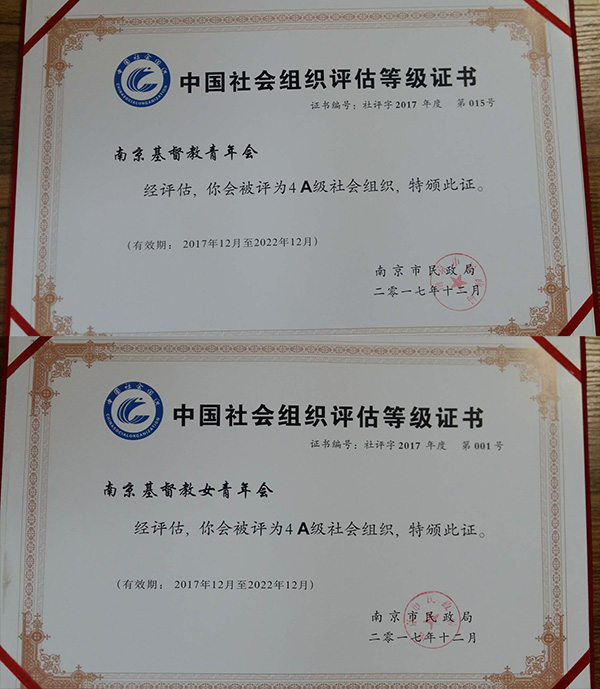 中国社会组织评估等级证书
证书编号：社评字2017 年度 第015号
南京基督教青年会
经评估，你会被评为4A级社会组织，特颁此证。
（有效期： 2017年12月至2022年12月）
南京市民政局
二零一七年十二月
中国社会组织评估等级证书
证书编号：社评字2017 年度 第001号
南京基督教女青年会
经评估，你会被评为4A级社会组织，特颁此证。
（有效期： 2017年12月至2022年12月）
南京市民政局
二零一七年十二月